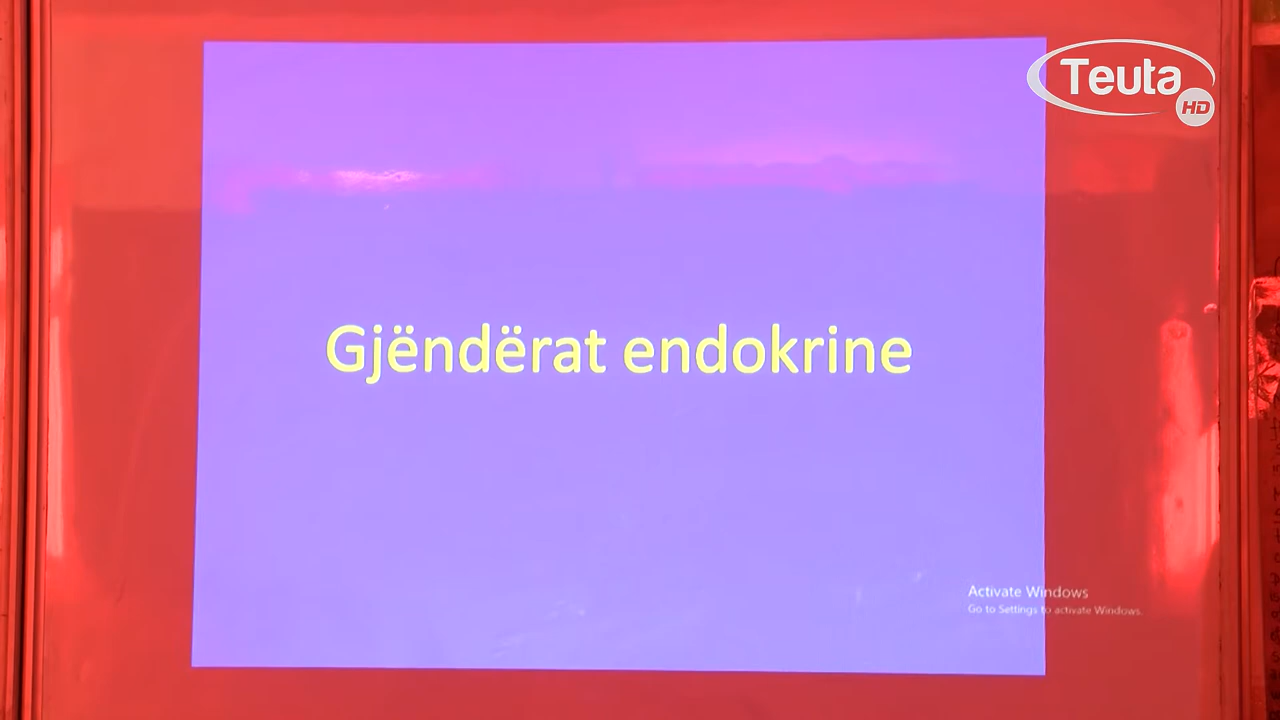 Teuta
HD
Gjëndërat endokrine
Activate Windows
Go to Settings to activate Windows.